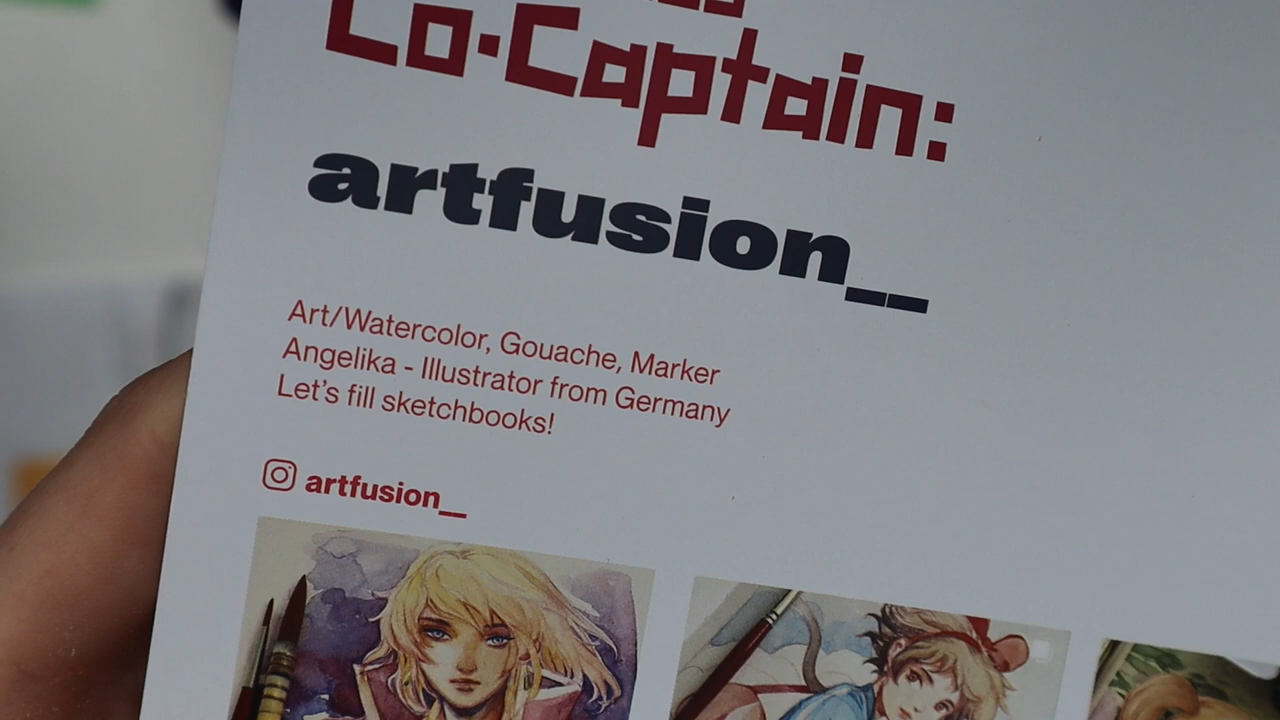 Co-Captain:
artfusion__
Art/Watercolor, Gouache, Marker
Angelika - Illustrator from Germany
Let's fill sketchbooks!
artfusion__